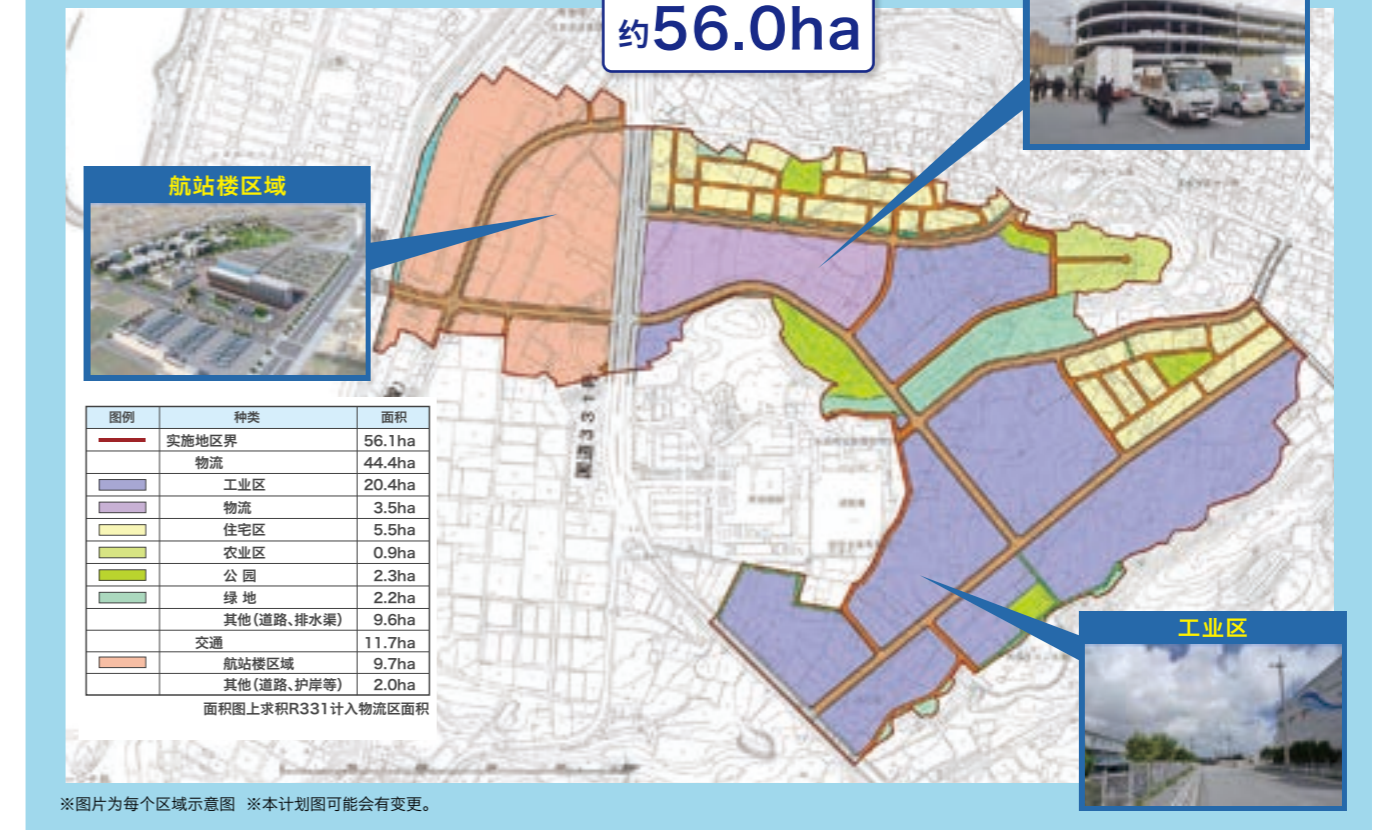 约56.0ha
航站楼区域
图例 种类 面积
实施地区界 56.1ha
物流 44.4ha
工业区 20.4ha
物流 3.5ha
住宅区 5.5ha
农业区 0.9ha
公 园 2.3ha
绿 地 2.2ha
其他(道路、排水渠) 9.6ha
交通 11.7ha
航站楼区域 9.7ha
其他(道路、护岸等) 2.0ha
面积图上求积R331计入物流区面积
工业区
※图片为每个区域示意图 ※本计划图可能会有变更。